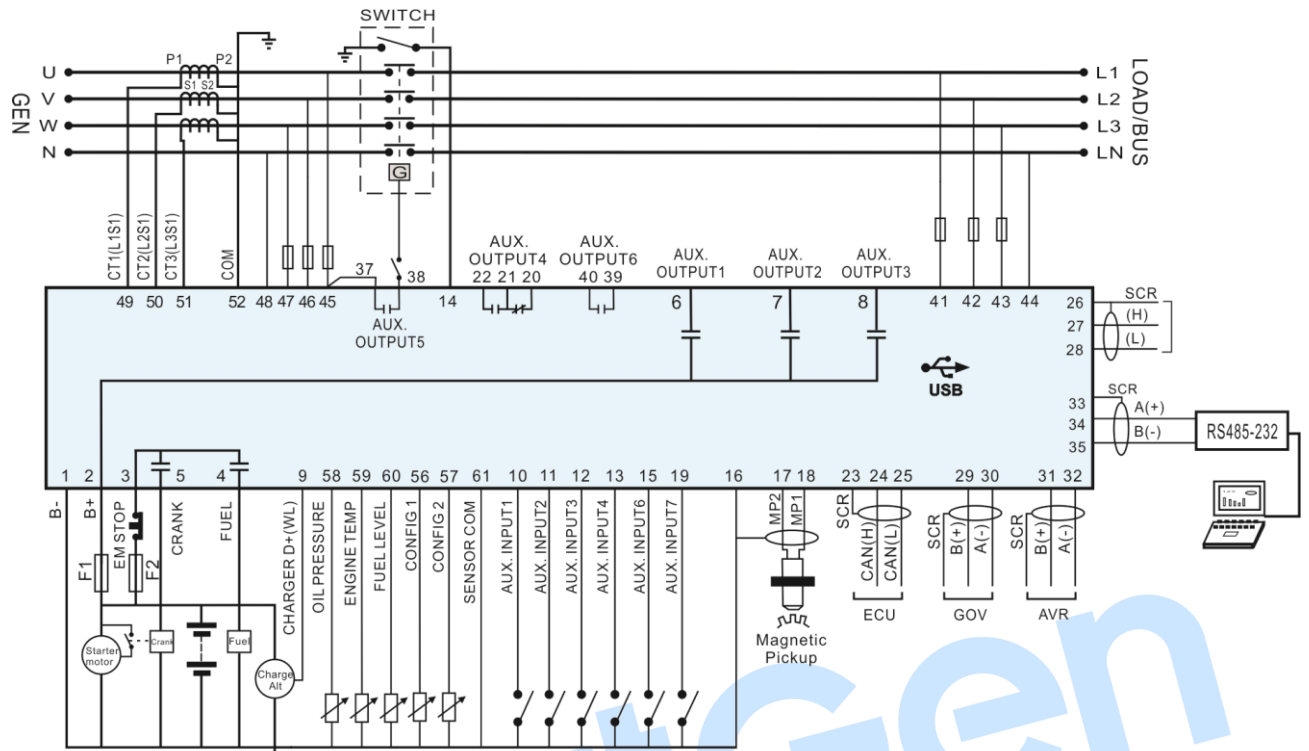 SWITCH
P1 P2
S1 S2
U
V
W
N
GEN
L1
L2
L3
LN
LOAD/BUS
G
CT1(L1S1)
CT2(L2S1)
CT3(L3S1)
COM
37
38
AUX. OUTPUT4
22 21 20
AUX. OUTPUT6
40 39
AUX. OUTPUT1
AUX. OUTPUT2
AUX. OUTPUT3
49 50 51 52 48 47 46 45
14
6
7
8
41 42 43 44
AUX. OUTPUT5
26
27
28
SCR
(H)
(L)
USB
33
34
35
SCR
A(+)
B(-)
RS485-232
1 2 3 5 4 9 58 59 60 56 57 61 10 11 12 13 15 19 16 17 18 23 24 25 29 30 31 32
B-
B+
EM STOP
CRANK
FUEL
CHARGER D+(WL)
OIL PRESSURE
ENGINE TEMP
FUEL LEVEL
CONFIG 1
CONFIG 2
SENSOR COM
AUX. INPUT1
AUX. INPUT2
AUX. INPUT3
AUX. INPUT4
AUX. INPUT6
AUX. INPUT7
MP2
MP1
SCR
CAN(H)
CAN(L)
SCR
B(+)
A(-)
SCR
B(+)
A(-)
F1
F2
ECU
GOV
AVR
Starter motor
Crank
Fuel
Charge Alt
Magnetic Pickup